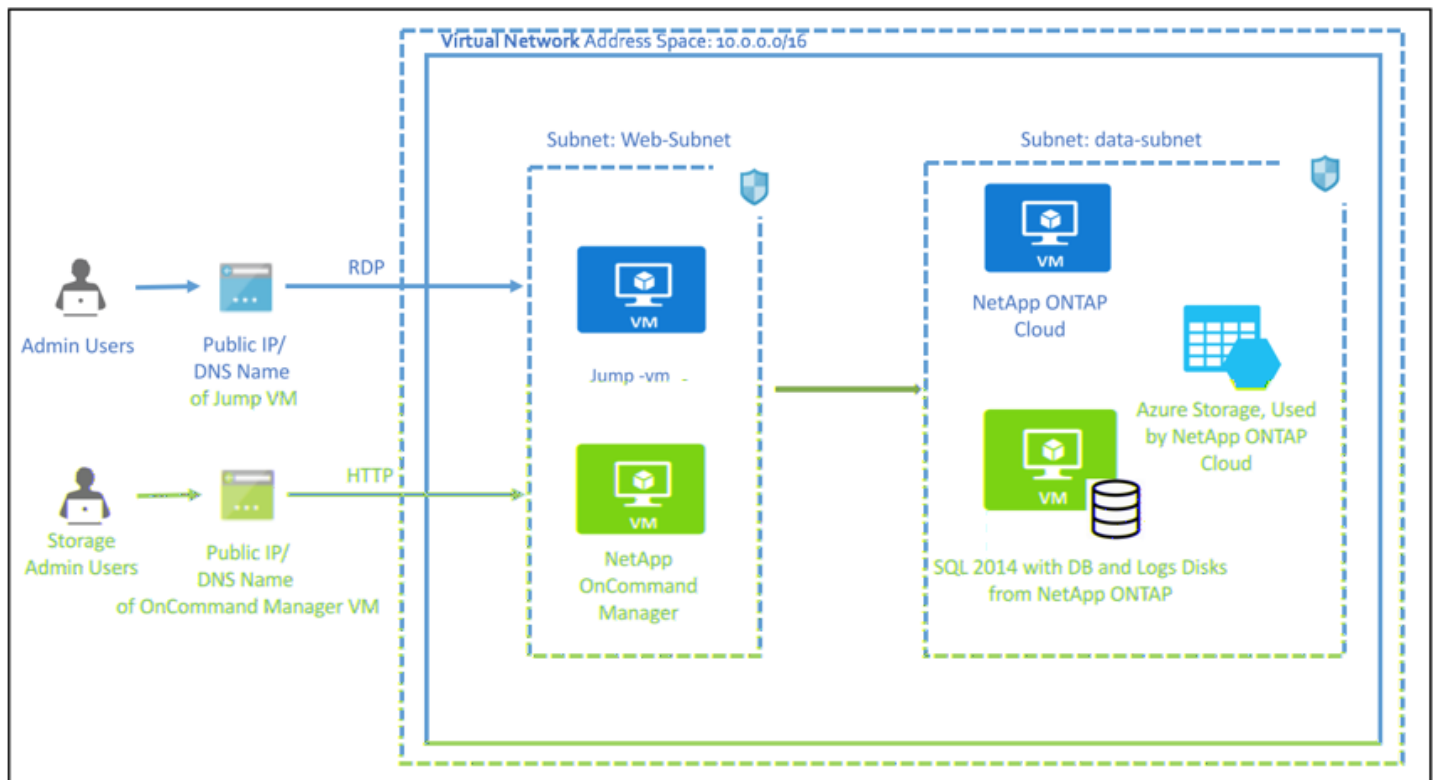 Virtual Network Address Space: 10.0.0.0/16
Subnet: Web-Subnet
Subnet: data-subnet
VM
NetApp ONTAP
Cloud
RDP
VM
Jump -vm
Admin Users
Public IP/
DNS Name
of Jump VM
Azure Storage, Used
by NetApp ONTAP
Cloud
HTTP
VM
NetApp
OnCommand
Manager
VM
SQL 2014 with DB and Logs Disks
from NetApp ONTAP
Storage
Admin Users
Public IP/
DNS Name
of OnCommand Manager VM